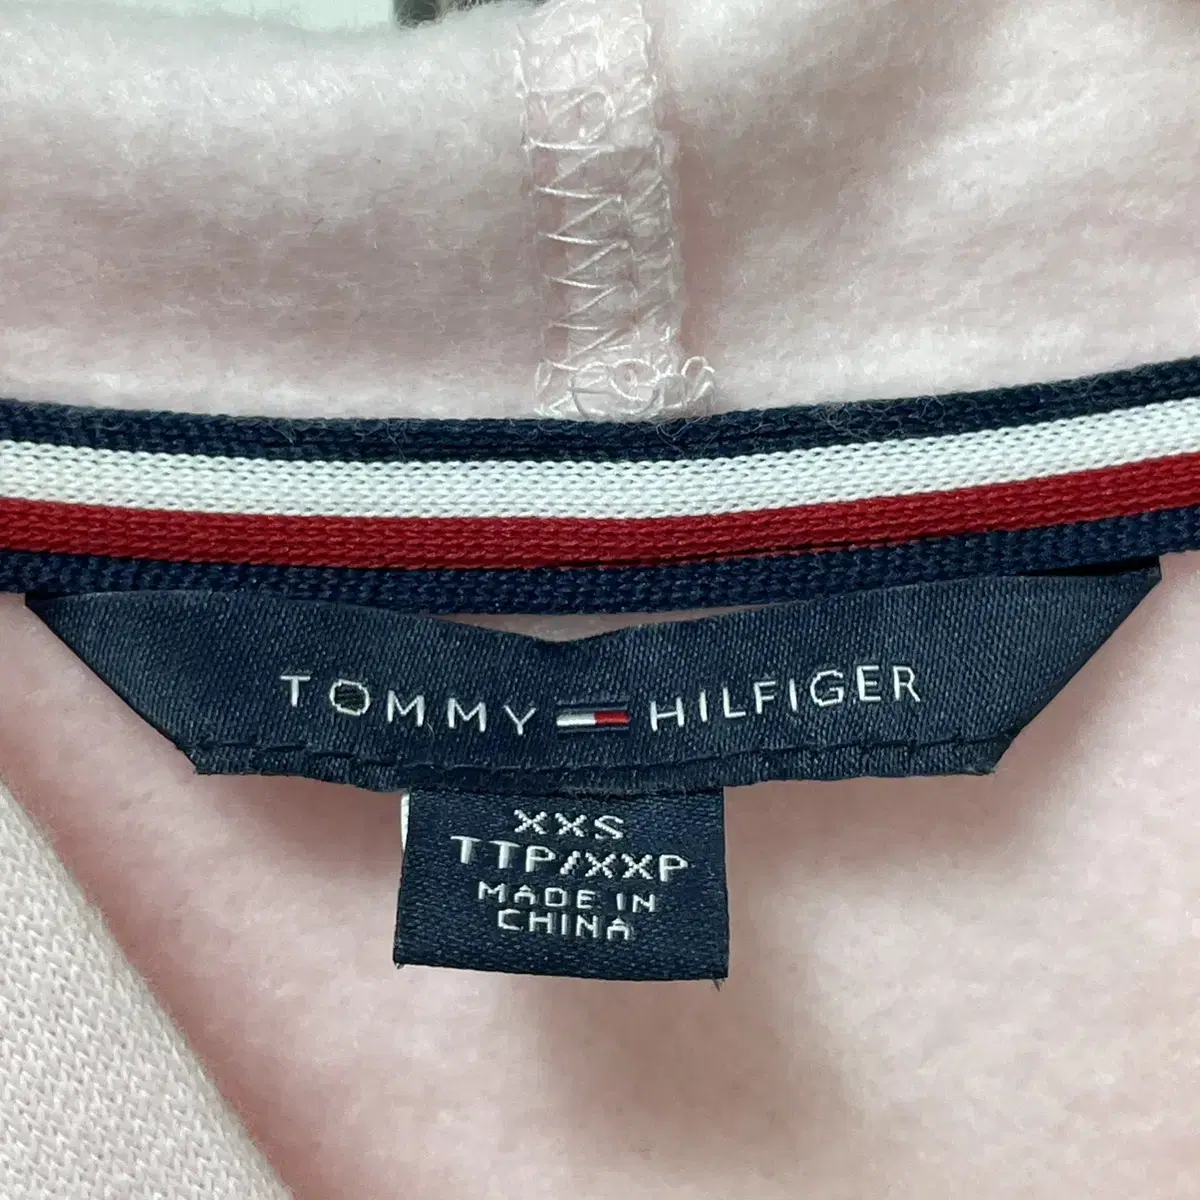 TOMMY HILFIGER
XXS
TTP/XXP
MADE IN
CHINA